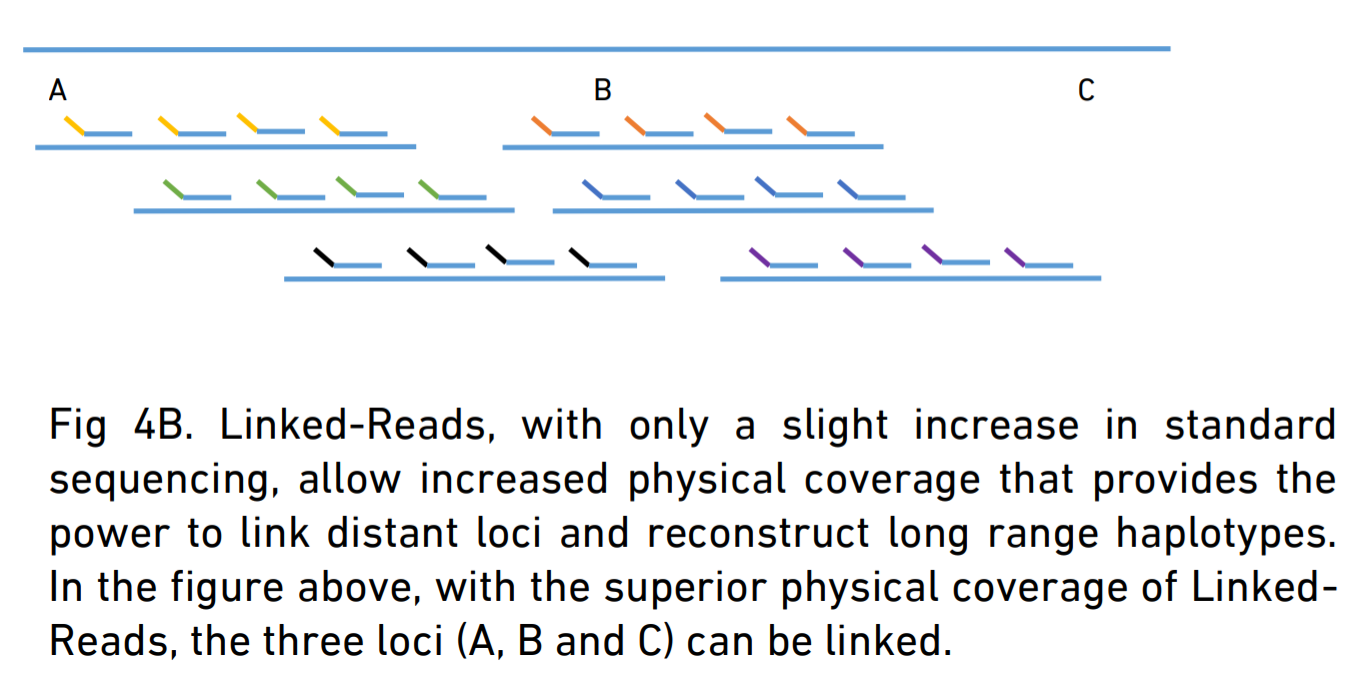 A B C
Fig 4B. Linked-Reads, with only a slight increase in standard
sequencing, allow increased physical coverage that provides the
power to link distant loci and reconstruct long range haplotypes.
In the figure above, with the superior physical coverage of Linked-
Reads, the three loci (A, B and C) can be linked.